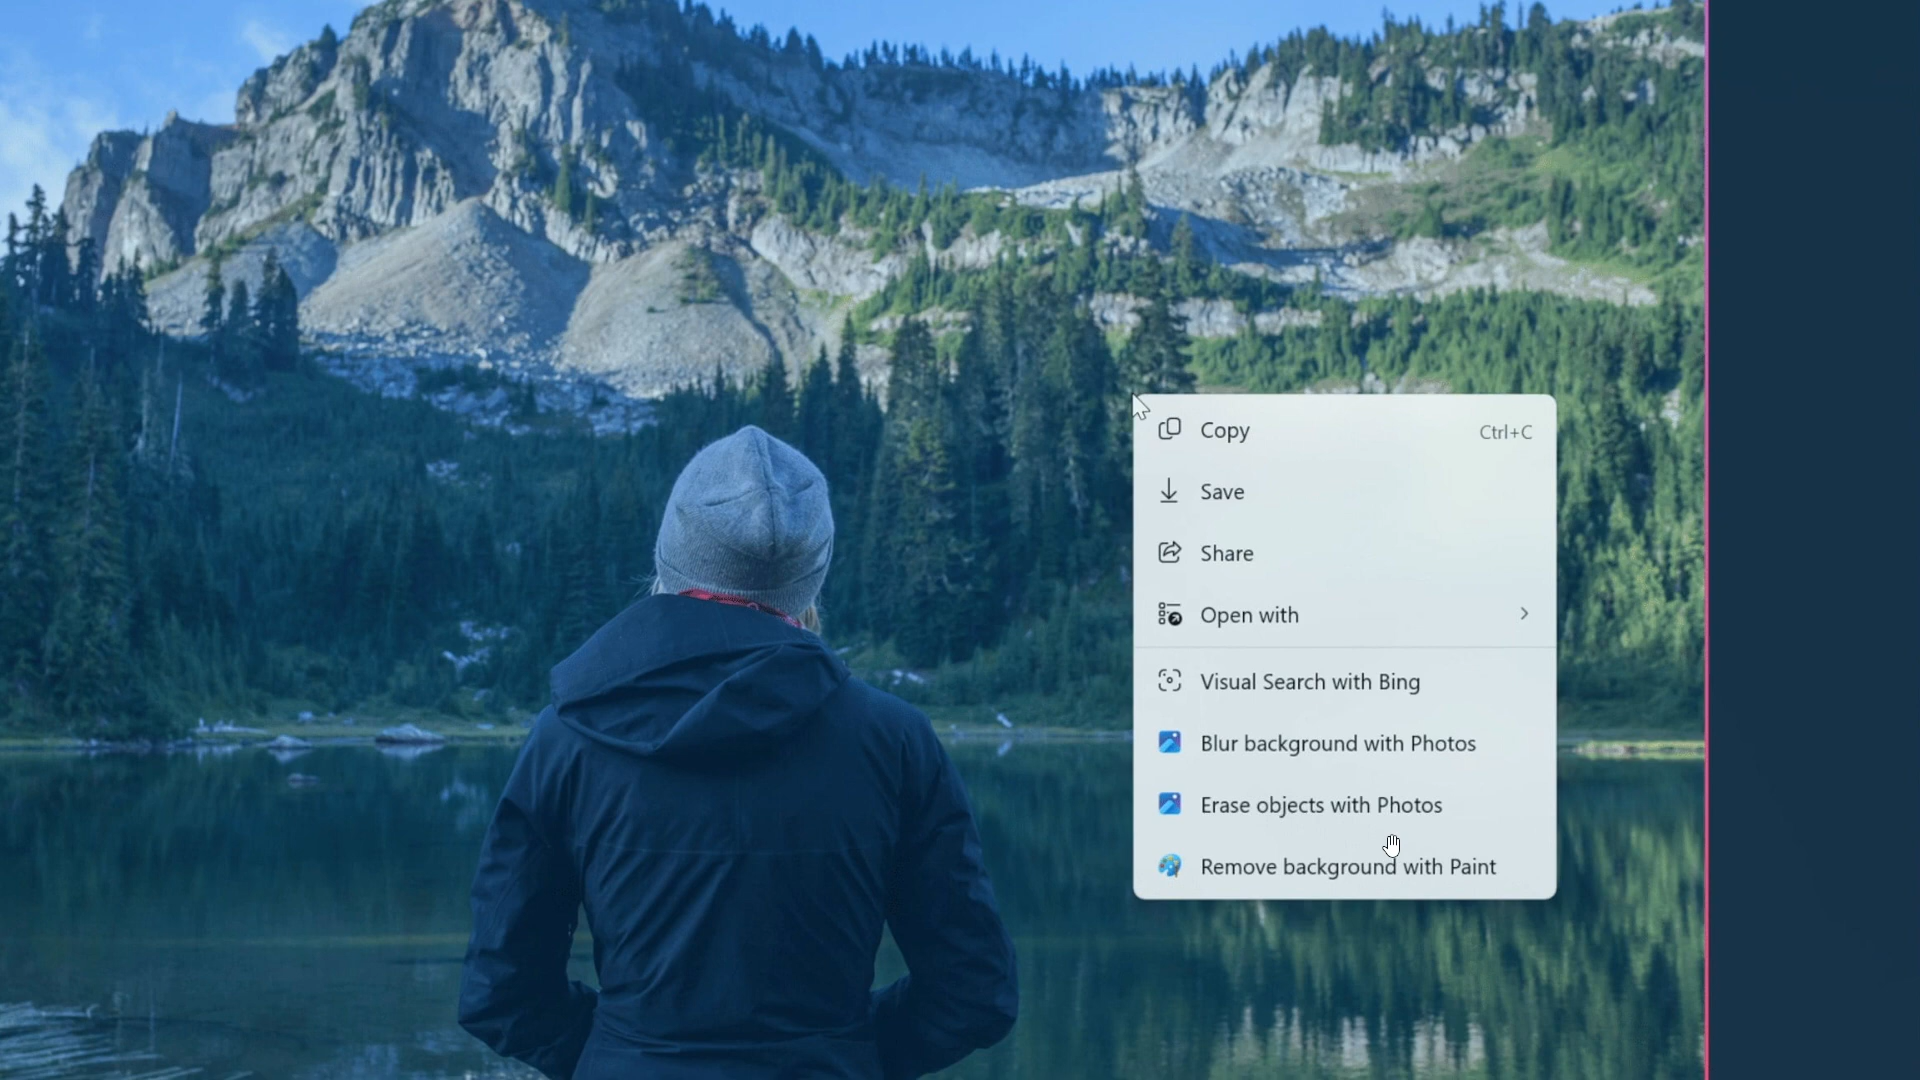 Copy Ctrl+C
Save
Share
Open with
Visual Search with Bing
Blur background with Photos
Erase objects with Photos
Remove background with Paint